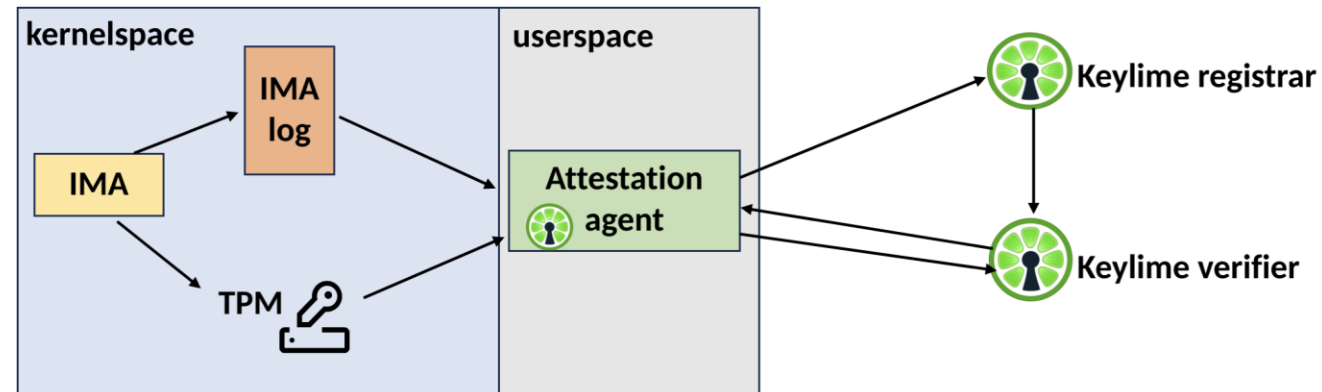 kernelspace
userspace
IMA
log
Keylime registrar
IMA
Attestation
agent
TPM
Keylime verifier